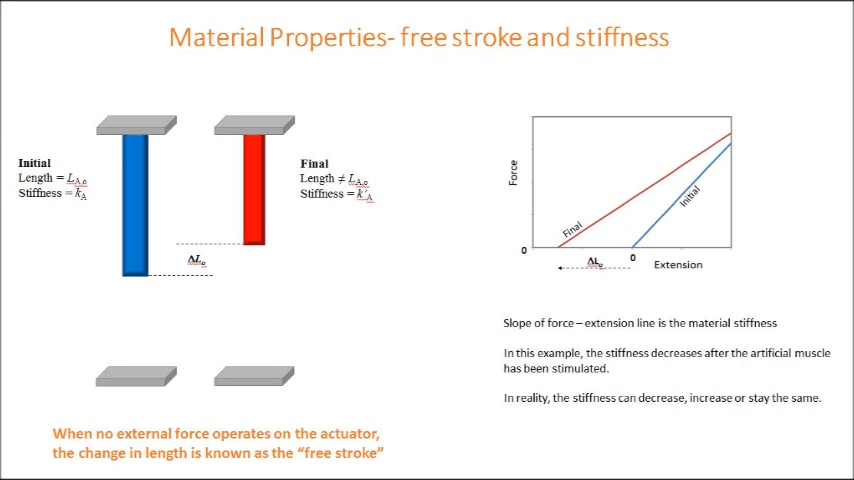 Material Properties- free stroke and stiffness
Initial
Length = L_A,o
Stiffness = k_A
Final
Length ≠ L_A,o
Stiffness = k'_A
ΔL_o
Force
Final
Initial
0
0
ΔL_o
Extension
Slope of force – extension line is the material stiffness
In this example, the stiffness decreases after the artificial muscle
has been stimulated.
In reality, the stiffness can decrease, increase or stay the same.
When no external force operates on the actuator,
the change in length is known as the “free stroke”